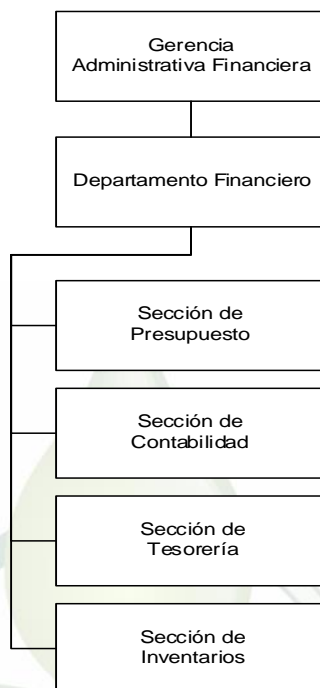 Gerencia
Administrativa Financiera
Departamento Financiero
Sección de
Presupuesto
Sección de
Contabilidad
Sección de
Tesorería
Sección de
Inventarios